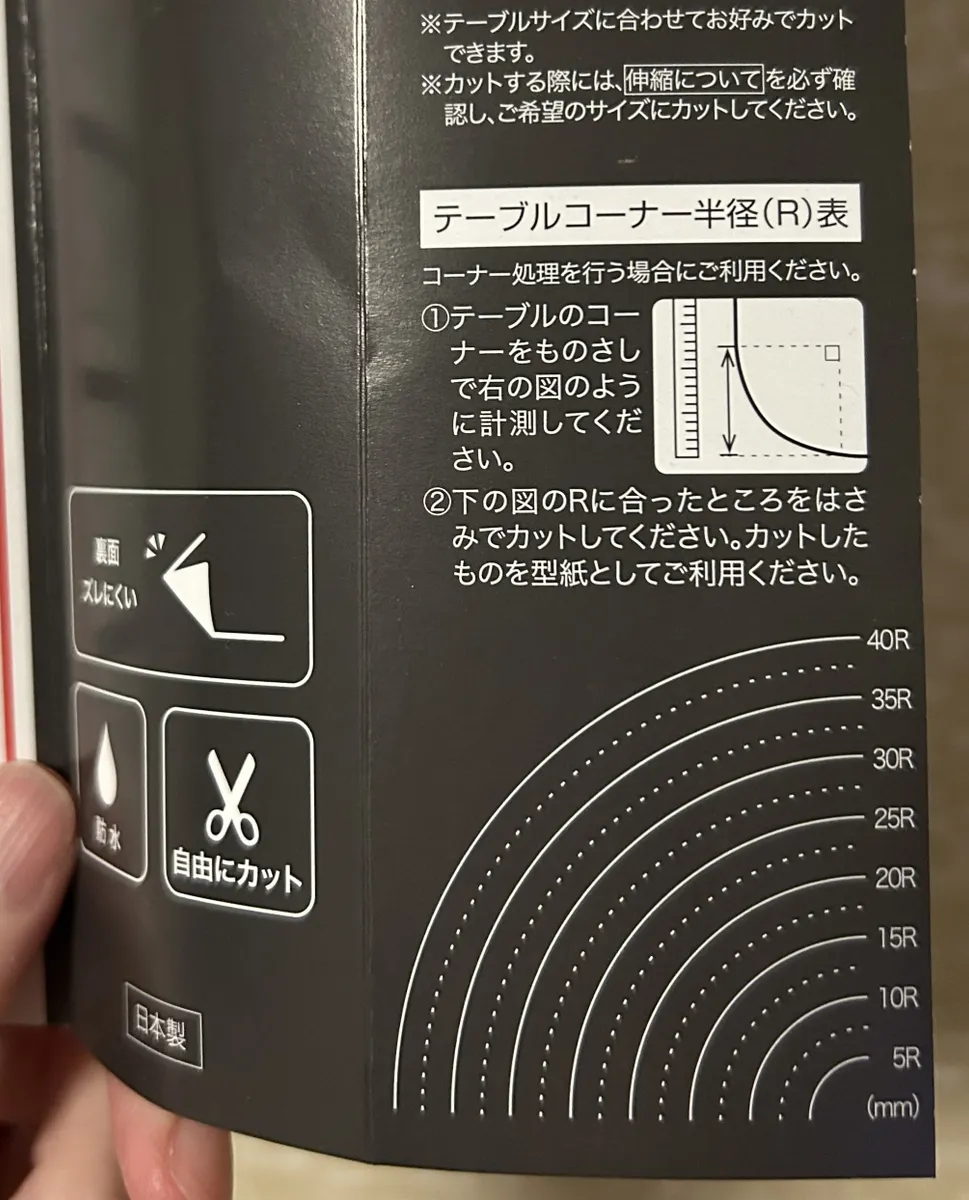 ※テーブルサイズに合わせてお好みでカット
できます。
※カットする際には、伸縮についてを必ず確
認し、ご希望のサイズにカットしてください。
テーブルコーナー半径(R)表
コーナー処理を行う場合にご利用ください。
①テーブルのコー
ナーをものさし
で右の図のよう
に計測してくだ
さい。
②下の図のRに合ったところをはさ
みでカットしてください。カットした
ものを型紙としてご利用ください。
40R
35R
30R
25R
20R
15R
10R
5R
(mm)
裏面
ズレにくい
防水
自由にカット
日本製